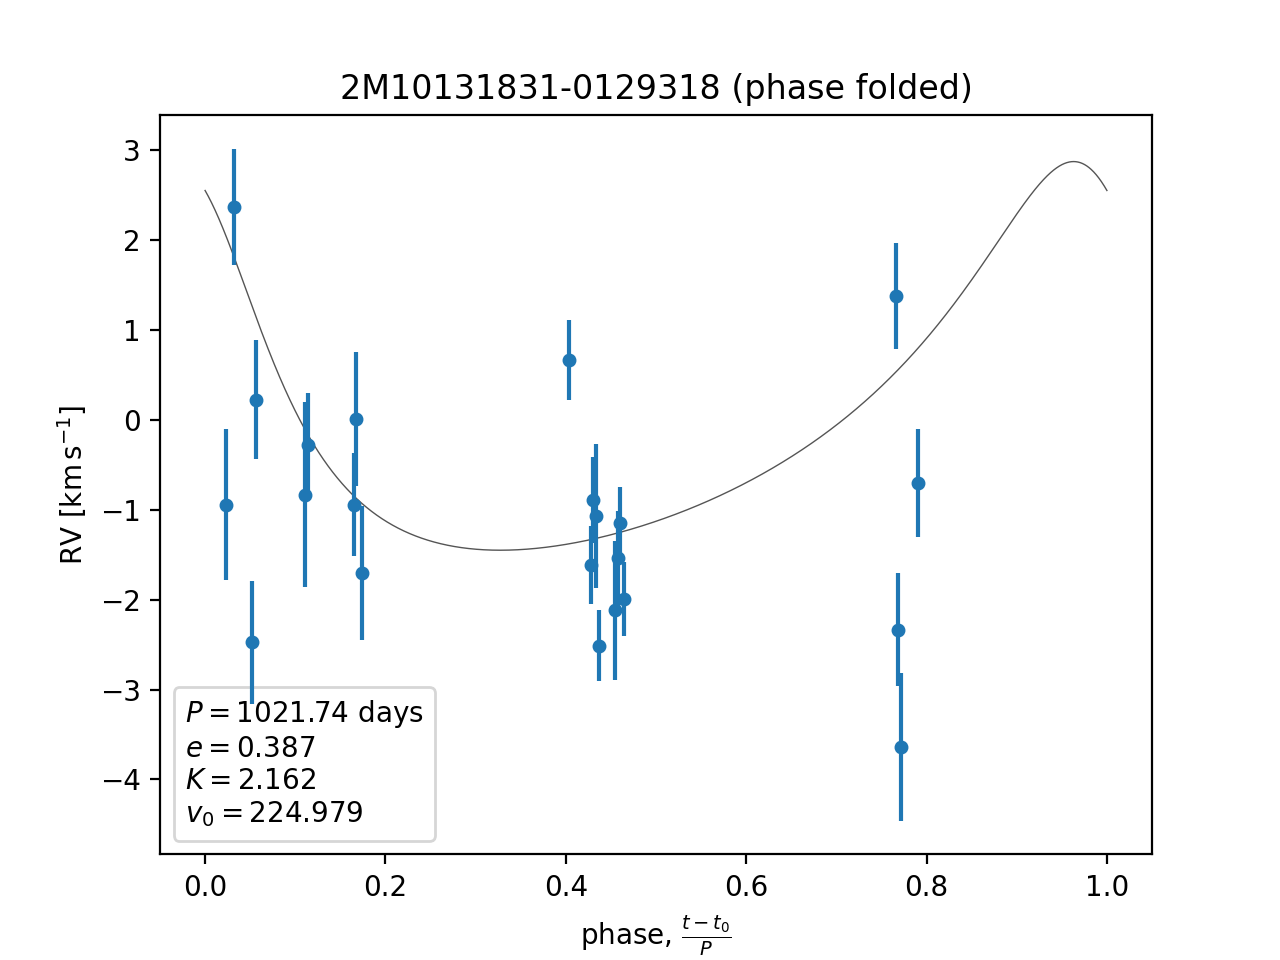 2M10131831-0129318 (phase folded)
3
2
1
0
−1
−2
−3
−4
RV [km s⁻¹]
P = 1021.74 days
e = 0.387
K = 2.162
v₀ = 224.979
0.0 0.2 0.4 0.6 0.8 1.0
phase, (t − t₀)/P